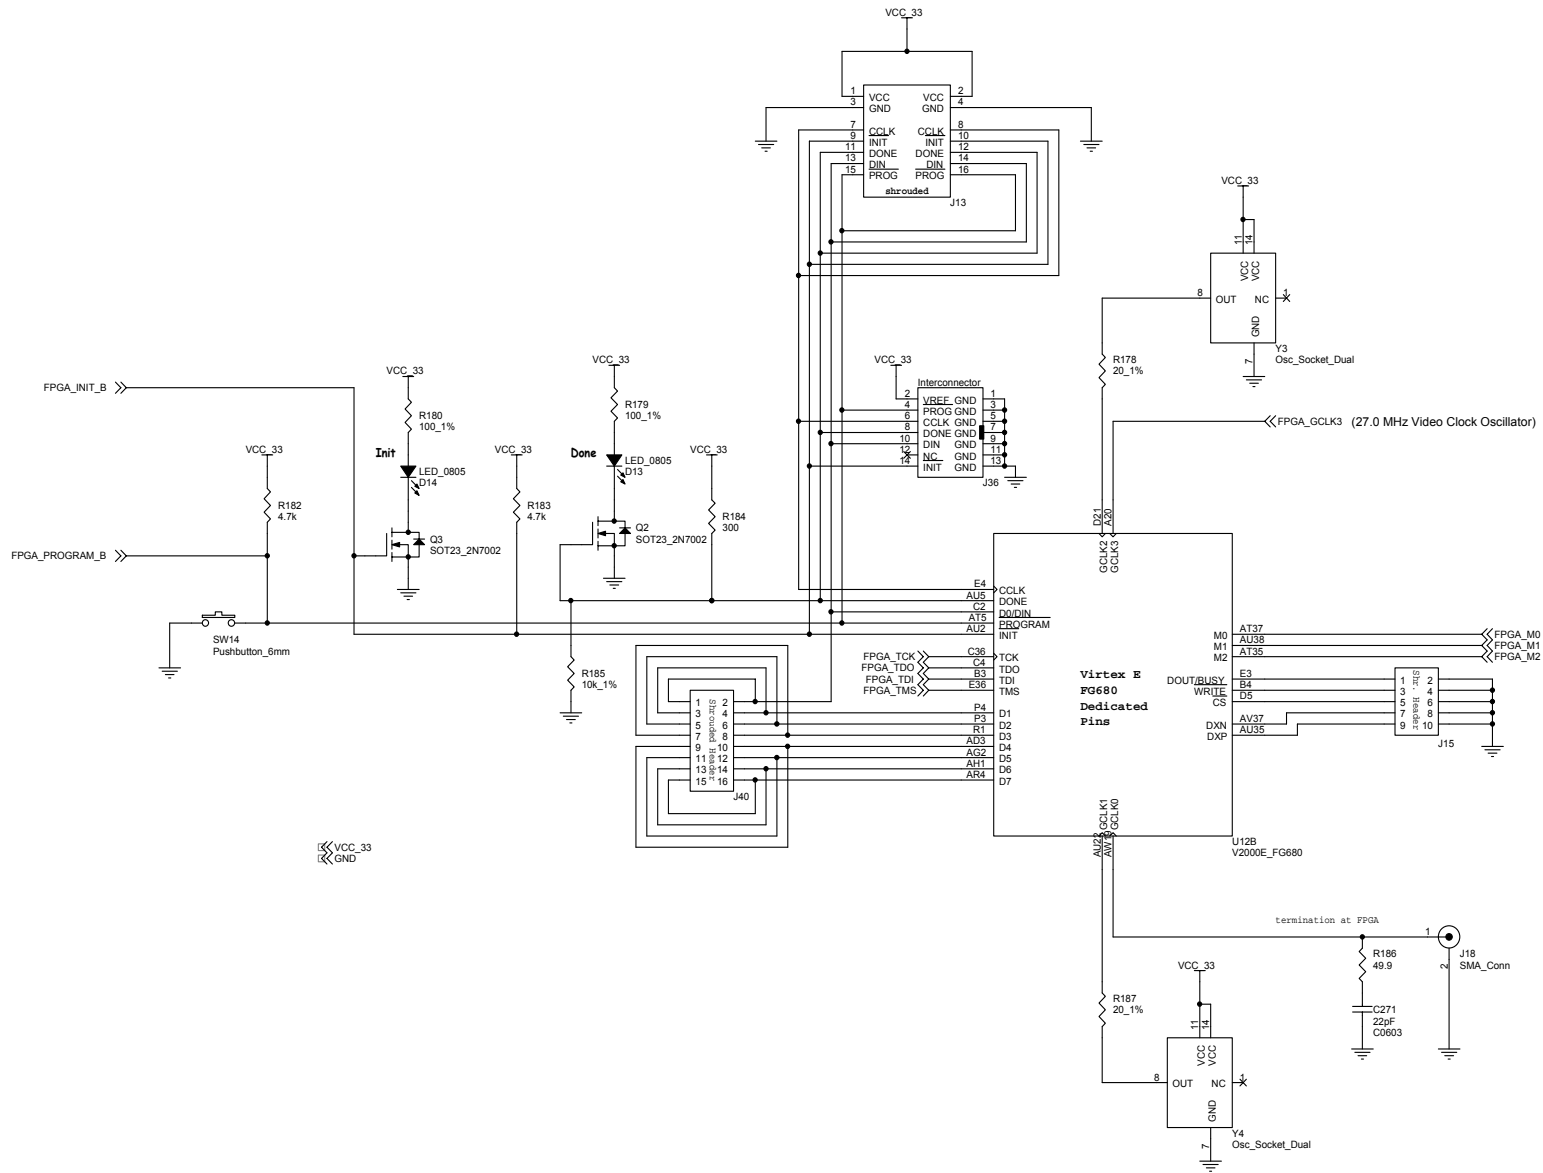 VCC_33
1 VCC VCC 2
3 GND GND 4
7 CCLK CCLK 8
9 INIT INIT 10
11 DONE DONE 12
13 DIN DIN 14
15 PROG PROG 16
shrouded
J13
VCC_33
11 14
VCC VCC
8 OUT NC 1
GND
7
Y3
Osc_Socket_Dual
R178
20_1%
VCC_33
Interconnector
2 VREF GND 1
4 PROG GND 3
6 CCLK GND 5
8 DONE GND 7
10 DIN GND 9
12 NC GND 11
14 INIT GND 13
J36
FPGA_GCLK3 (27.0 MHz Video Clock Oscillator)
FPGA_INIT_B
VCC_33
R180
100_1%
Init
LED_0805
D14
Q3
SOT23_2N7002
VCC_33
R179
100_1%
Done
LED_0805
D13
Q2
SOT23_2N7002
VCC_33
R182
4.7k
VCC_33
R183
4.7k
VCC_33
R184
300
FPGA_PROGRAM_B
SW14
Pushbutton_6mm
R185
10k_1%
D21 A20
GCLK2 GCLK3
E4 CCLK
AU5 DONE
C2 D0/DIN
AT5 PROGRAM
AU2 INIT
FPGA_TCK C36 TCK
FPGA_TDO C4 TDO
FPGA_TDI B3 TDI
FPGA_TMS E36 TMS
P4 D1
P3 D2
R1 D3
AD3 D4
AG2 D5
AH1 D6
AR4 D7
Virtex E
FG680
Dedicated
Pins
M0 AT37 FPGA_M0
M1 AU38 FPGA_M1
M2 AT35 FPGA_M2
DOUT/BUSY E3
WRITE B4
CS D5
DXN AV37
DXP AU35
1 2
3 4
5 6
7 8
9 10
Shr. Header
J15
1 2
3 4
5 6
7 8
9 10
11 12
13 14
15 16
Shrouded Header
J40
GCLK1 GCLK0
AU22 AW19
U12B
V2000E_FG680
VCC_33
GND
termination at FPGA
1
2
J18
SMA_Conn
R186
49.9
C271
22pF
C0603
R187
20_1%
VCC_33
11 14
VCC VCC
8 OUT NC 1
GND
7
Y4
Osc_Socket_Dual